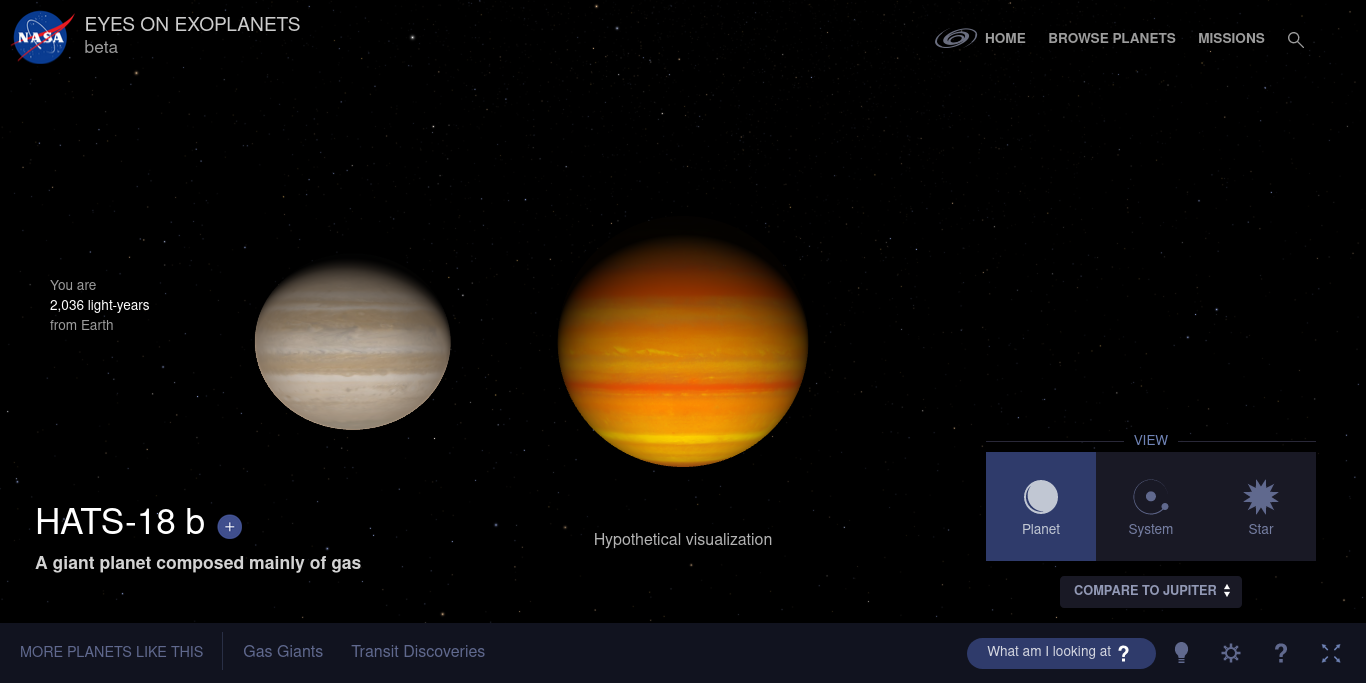 NASA
EYES ON EXOPLANETS
beta
HOME
BROWSE PLANETS
MISSIONS
You are
2,036 light-years
from Earth
VIEW
Planet
System
Star
HATS-18 b +
A giant planet composed mainly of gas
Hypothetical visualization
COMPARE TO JUPITER
MORE PLANETS LIKE THIS
Gas Giants
Transit Discoveries
What am I looking at ?
?